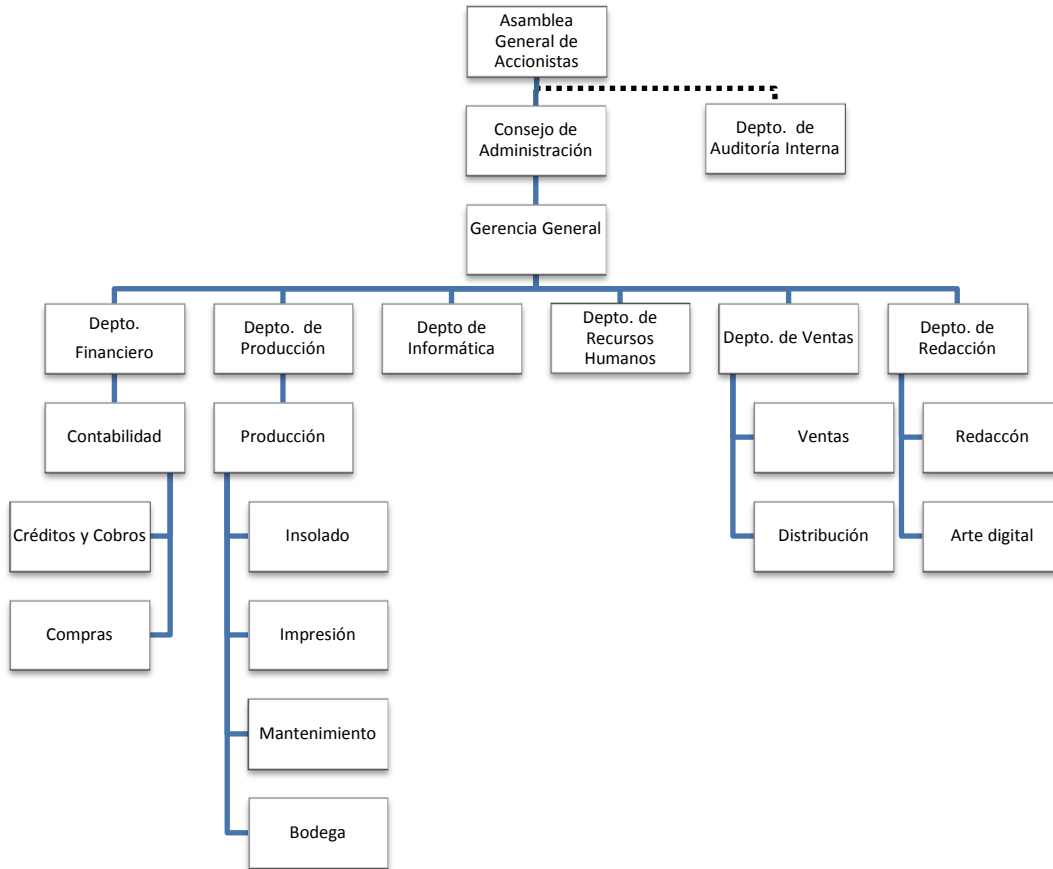 Asamblea
General de
Accionistas
Consejo de
Administración
Depto. de
Auditoría Interna
Gerencia General
Depto.
Financiero
Depto. de
Producción
Depto de
Informática
Depto. de
Recursos
Humanos
Depto. de Ventas
Depto. de
Redacción
Contabilidad
Producción
Ventas
Redaccón
Créditos y Cobros
Insolado
Distribución
Arte digital
Compras
Impresión
Mantenimiento
Bodega